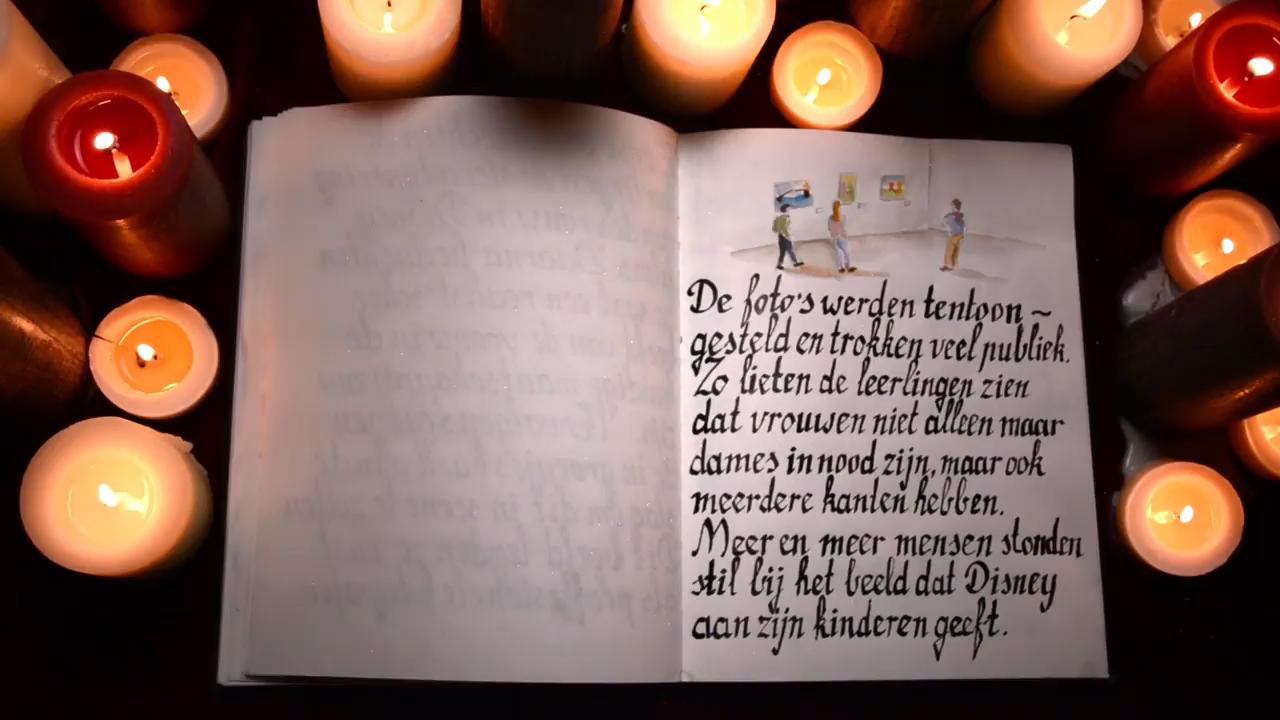 De foto's werden tentoon ~
gesteld en trokken veel publiek.
Zo lieten de leerlingen zien
dat vrouwen niet alleen maar
dames in nood zijn, maar ook
meerdere kanten hebben.
Meer en meer mensen stonden
stil bij het beeld dat Disney
aan zijn kinderen geeft.